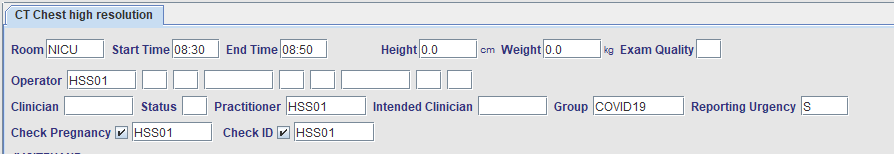 CT Chest high resolution
Room NICU Start Time 08:30 End Time 08:50 Height 0.0 cm Weight 0.0 kg Exam Quality
Operator HSS01
Clinician Status Practitioner HSS01 Intended Clinician Group COVID19 Reporting Urgency S
Check Pregnancy HSS01 Check ID HSS01